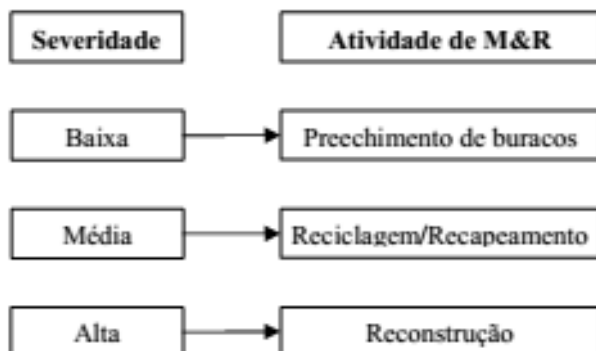 Severidade Atividade de M&R
Baixa Preechimento de buracos
Média Reciclagem/Recapeamento
Alta Reconstrução